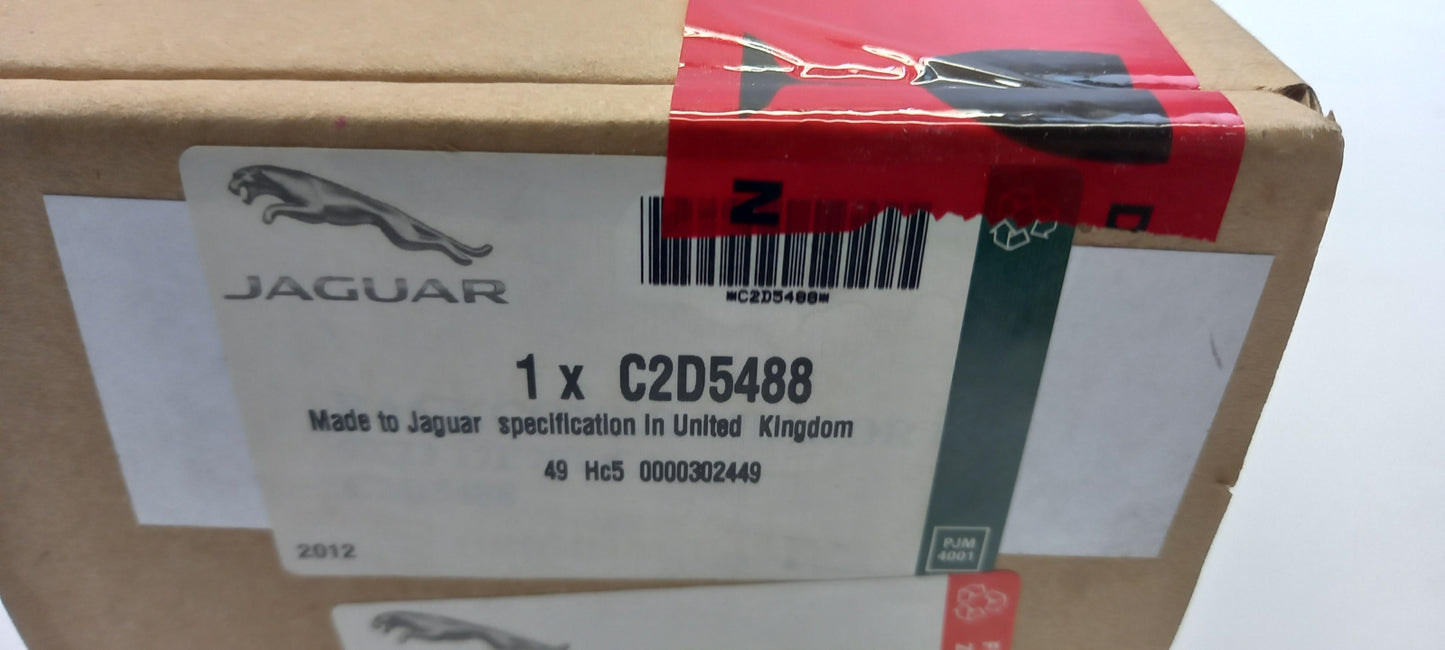 N
D
JAGUAR
*C2D5488*
1 x C2D5488
Made to Jaguar specification in United Kingdom
49 Hc5 0000302449
2012
PJM
4001